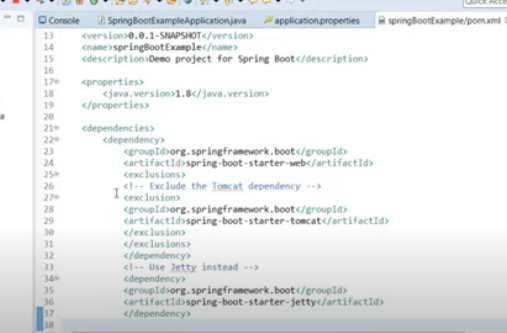 Quick Acce
Console
SpringBootExampleApplication.java
application.properties
springBootExample/pom.xml
13 <version>0.0.1-SNAPSHOT</version>
14 <name>springBootExample</name>
15 <description>Demo project for Spring Boot</description>
16
17 <properties>
18 <java.version>1.8</java.version>
19 </properties>
20
21 <dependencies>
22 <dependency>
23 <groupId>org.springframework.boot</groupId>
24 <artifactId>spring-boot-starter-web</artifactId>
25 <exclusions>
26 <!-- Exclude the Tomcat dependency -->
27 <exclusion>
28 <groupId>org.springframework.boot</groupId>
29 <artifactId>spring-boot-starter-tomcat</artifactId>
30 </exclusion>
31 </exclusions>
32 </dependency>
33 <!-- Use Jetty instead -->
34 <dependency>
35 <groupId>org.springframework.boot</groupId>
36 <artifactId>spring-boot-starter-jetty</artifactId>
37 </dependency>
38